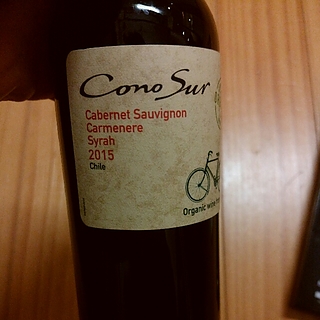 Cono Sur
Cabernet Sauvignon
Carmenere
Syrah
2015
Chile
Organic wine